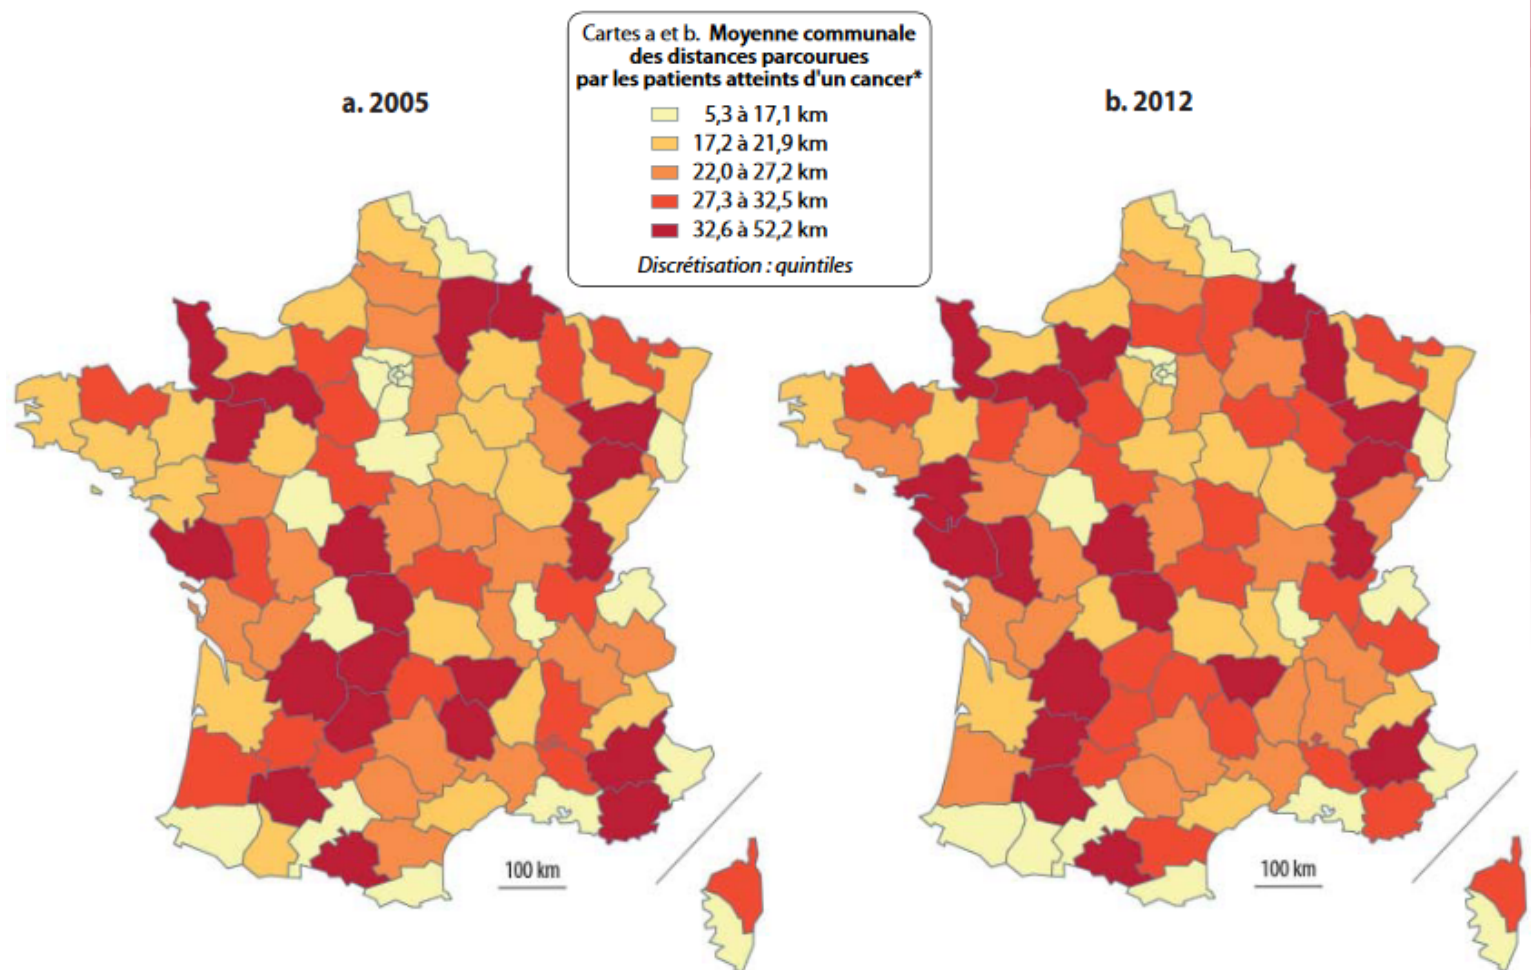 Cartes a et b. Moyenne communale
des distances parcourues
par les patients atteints d'un cancer*
5,3 à 17,1 km
17,2 à 21,9 km
22,0 à 27,2 km
27,3 à 32,5 km
32,6 à 52,2 km
Discrétisation : quintiles
a. 2005
b. 2012
100 km
100 km